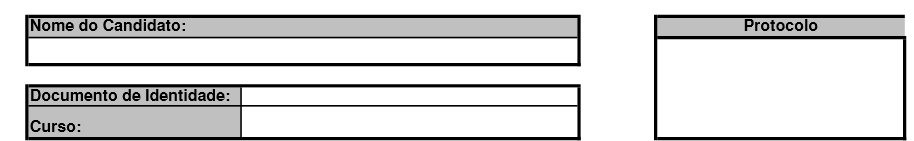 Nome do Candidato:
Protocolo
Documento de Identidade:
Curso: